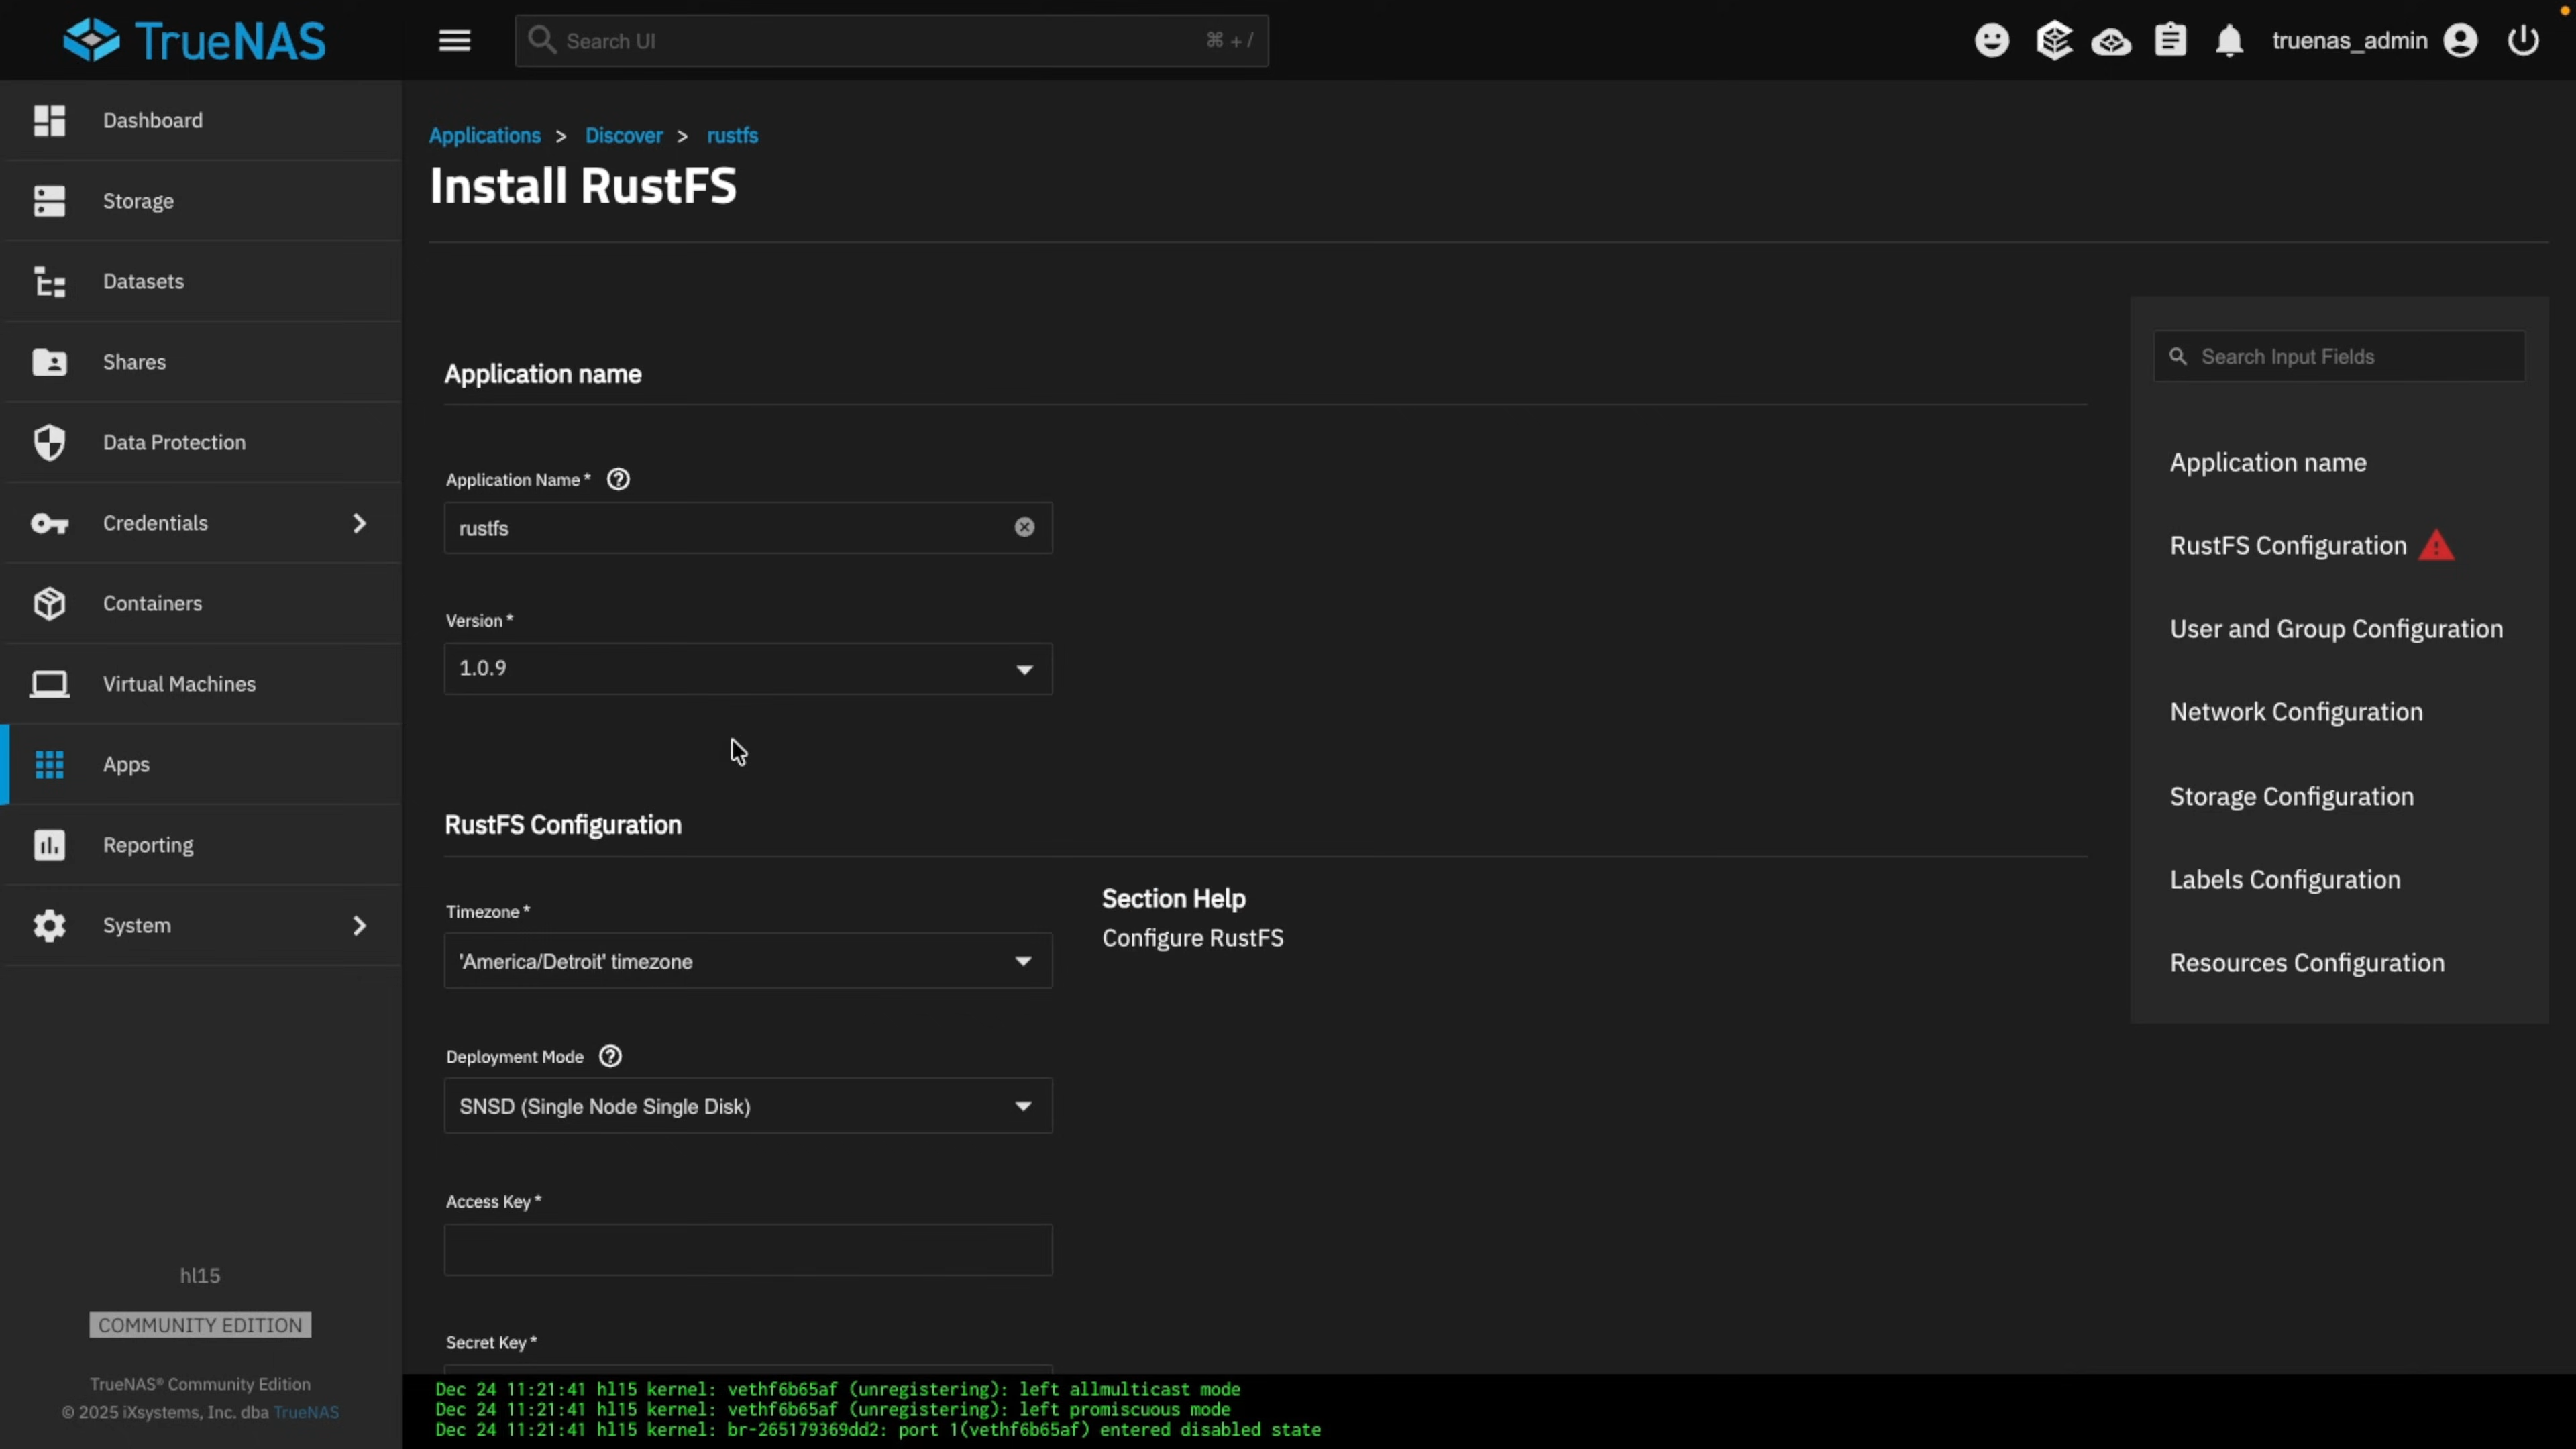 TrueNAS
Search UI
⌘ + /
truenas_admin
Dashboard
Storage
Datasets
Shares
Data Protection
Credentials
Containers
Virtual Machines
Apps
Reporting
System
hl15
COMMUNITY EDITION
TrueNAS® Community Edition
© 2025 iXsystems, Inc. dba TrueNAS
Applications > Discover > rustfs
Install RustFS
Application name
Application Name *
rustfs
Version *
1.0.9
RustFS Configuration
Timezone *
'America/Detroit' timezone
Deployment Mode
SNSD (Single Node Single Disk)
Access Key *
Secret Key *
Section Help
Configure RustFS
Search Input Fields
Application name
RustFS Configuration
User and Group Configuration
Network Configuration
Storage Configuration
Labels Configuration
Resources Configuration
Dec 24 11:21:41 hl15 kernel: vethf6b65af (unregistering): left allmulticast mode
Dec 24 11:21:41 hl15 kernel: vethf6b65af (unregistering): left promiscuous mode
Dec 24 11:21:41 hl15 kernel: br-265179369dd2: port 1(vethf6b65af) entered disabled state